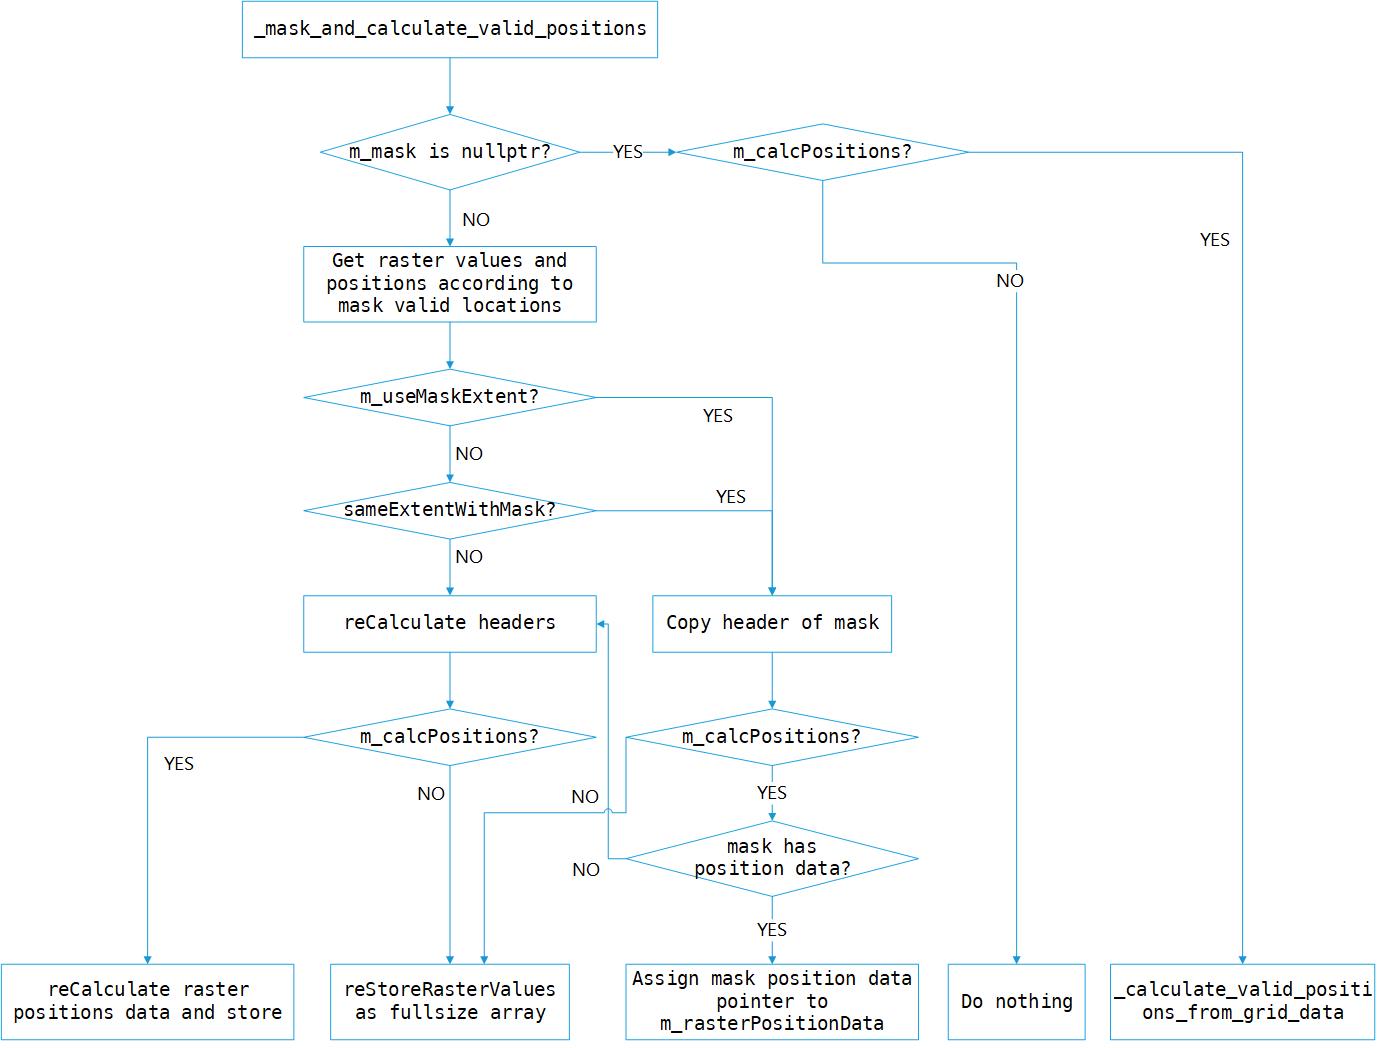 _mask_and_calculate_valid_positions
m_mask is nullptr?
YES
m_calcPositions?
NO
YES
Get raster values and
positions according to
mask valid locations
NO
m_useMaskExtent?
YES
NO
sameExtentWithMask?
YES
NO
reCalculate headers
Copy header of mask
m_calcPositions?
m_calcPositions?
YES
NO
NO
YES
mask has
position data?
NO
YES
reCalculate raster
positions data and store
reStoreRasterValues
as fullsize array
Assign mask position data
pointer to
m_rasterPositionData
Do nothing
_calculate_valid_positi
ons_from_grid_data